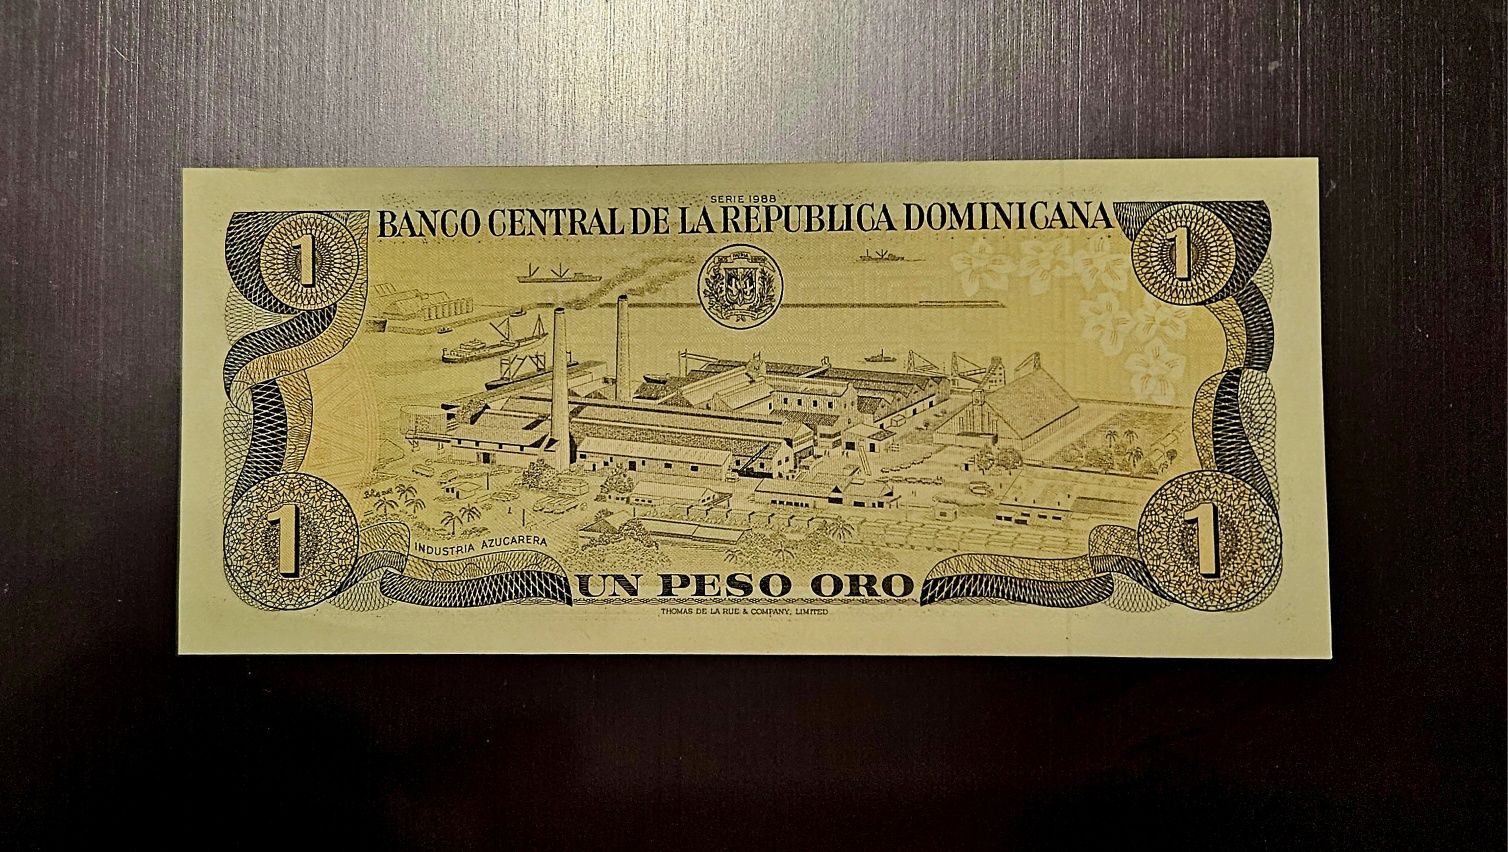 SERIE 1988
BANCO CENTRAL DE LA REPUBLICA DOMINICANA
1
1
1
1
INDUSTRIA AZUCARERA
UN PESO ORO
THOMAS DE LA RUE & COMPANY, LIMITED